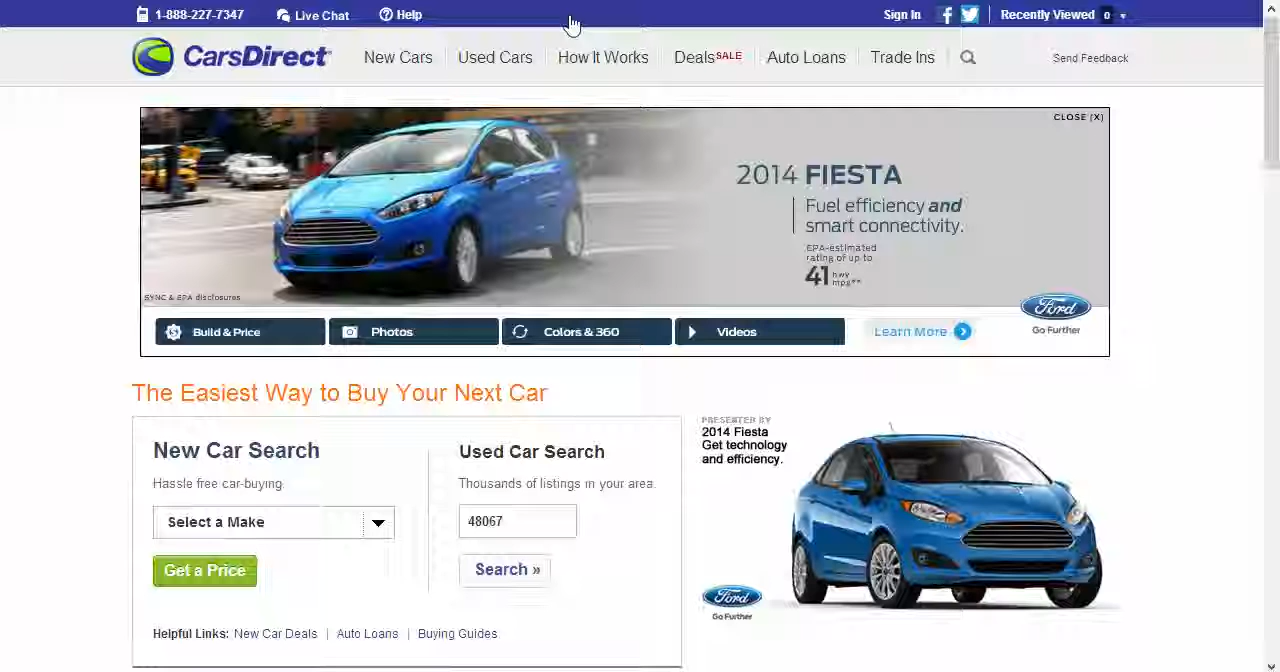 1-888-227-7347 Live Chat Help Sign In Recently Viewed 0
CarsDirect New Cars Used Cars How It Works Deals SALE Auto Loans Trade Ins Send Feedback
CLOSE [X]
2014 FIESTA
Fuel efficiency and
smart connectivity.
EPA-estimated
rating of up to
41 hwy
mpg**
SYNC & EPA disclosures
Ford
Go Further
Build & Price Photos Colors & 360 Videos Learn More
The Easiest Way to Buy Your Next Car
New Car Search
Hassle free car-buying.
Select a Make
Get a Price
Used Car Search
Thousands of listings in your area.
48067
Search »
Helpful Links: New Car Deals | Auto Loans | Buying Guides
PRESENTED BY
2014 Fiesta
Get technology
and efficiency.
Ford
Go Further